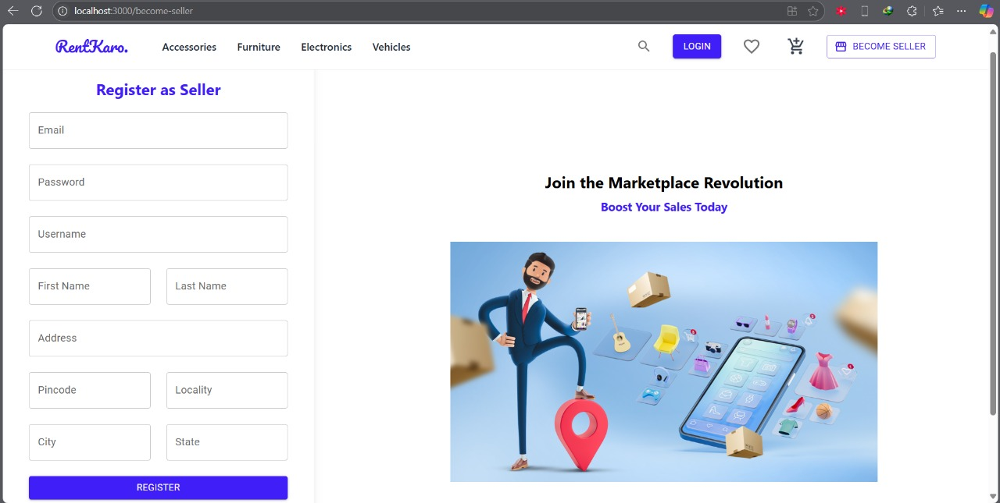 localhost:3000/become-seller
RentKaro. Accessories Furniture Electronics Vehicles LOGIN BECOME SELLER
Register as Seller
Email
Password
Username
First Name Last Name
Address
Pincode Locality
City State
REGISTER
Join the Marketplace Revolution
Boost Your Sales Today